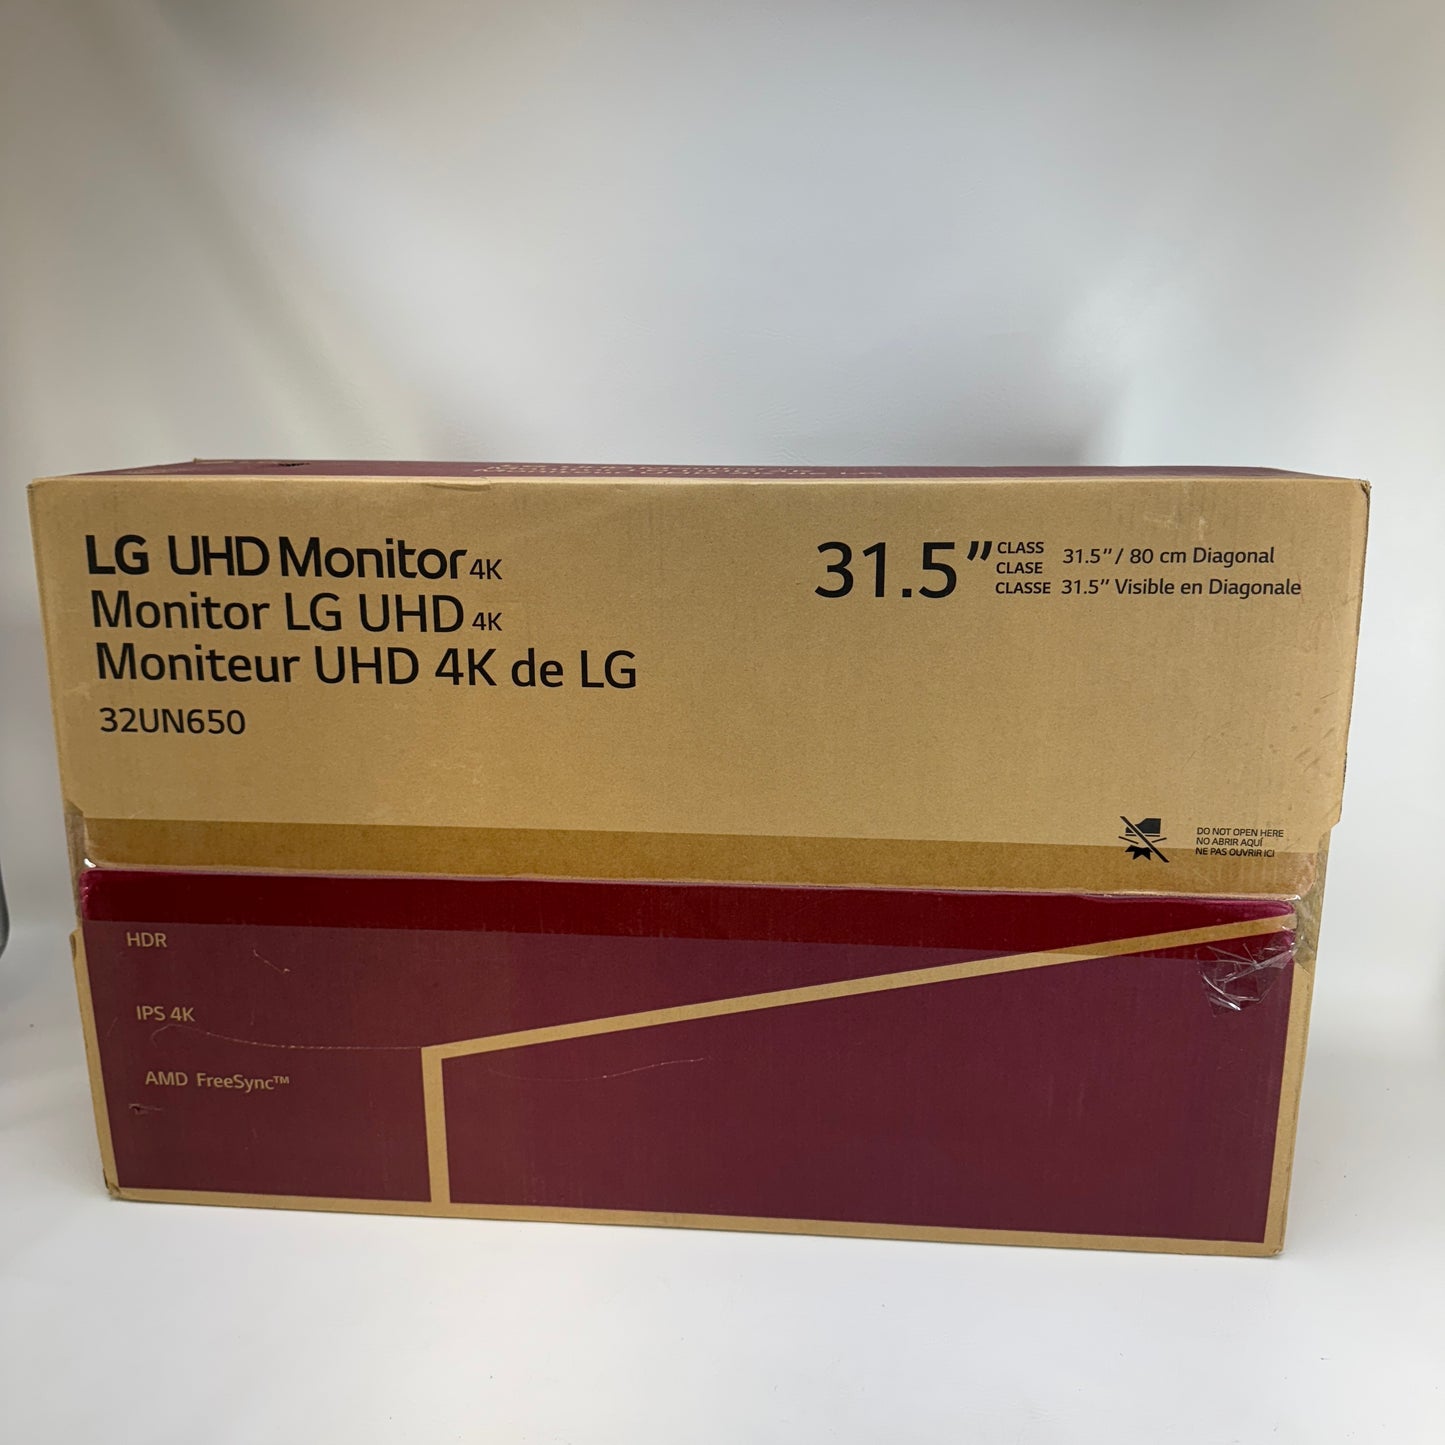 LG UHD Monitor 4K
Monitor LG UHD 4K
Moniteur UHD 4K de LG
32UN650
31.5” CLASS
CLASE
CLASSE
31.5” / 80 cm Diagonal
31.5” Visible en Diagonale
DO NOT OPEN HERE
NO ABRIR AQUÍ
NE PAS OUVRIR ICI
HDR
IPS 4K
AMD FreeSync™